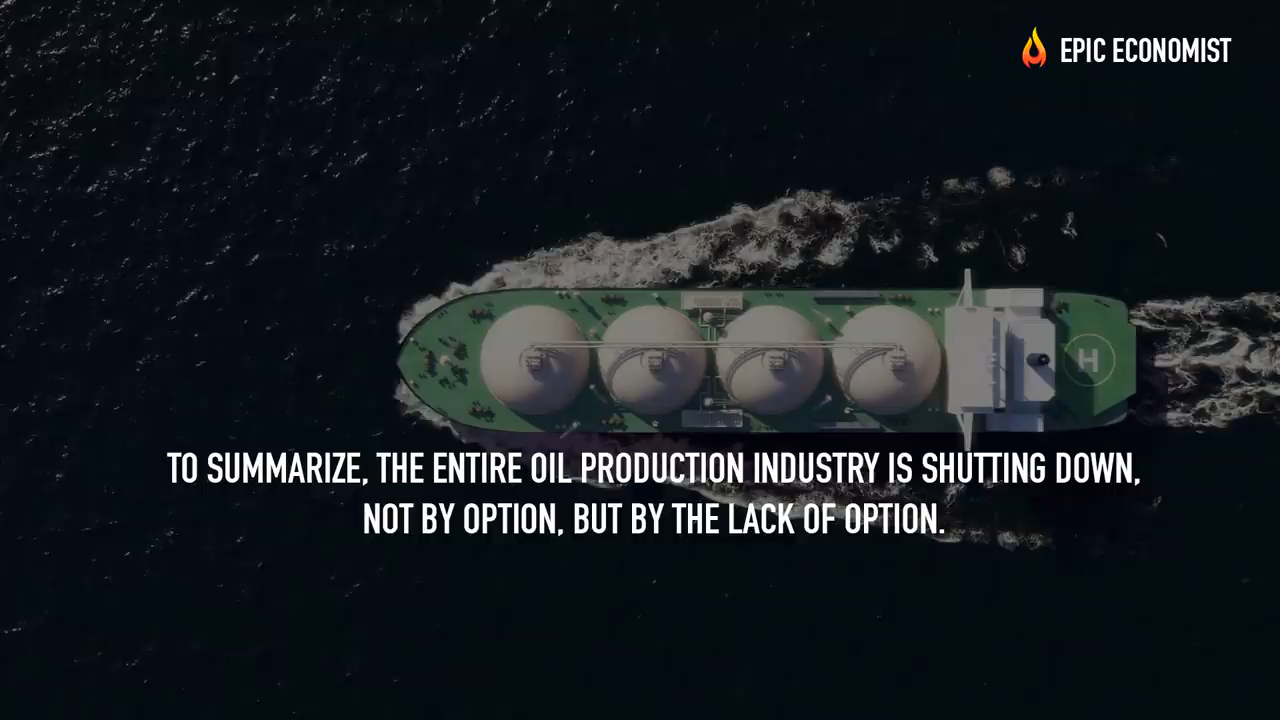 EPIC ECONOMIST
H
TO SUMMARIZE, THE ENTIRE OIL PRODUCTION INDUSTRY IS SHUTTING DOWN,
NOT BY OPTION, BUT BY THE LACK OF OPTION.